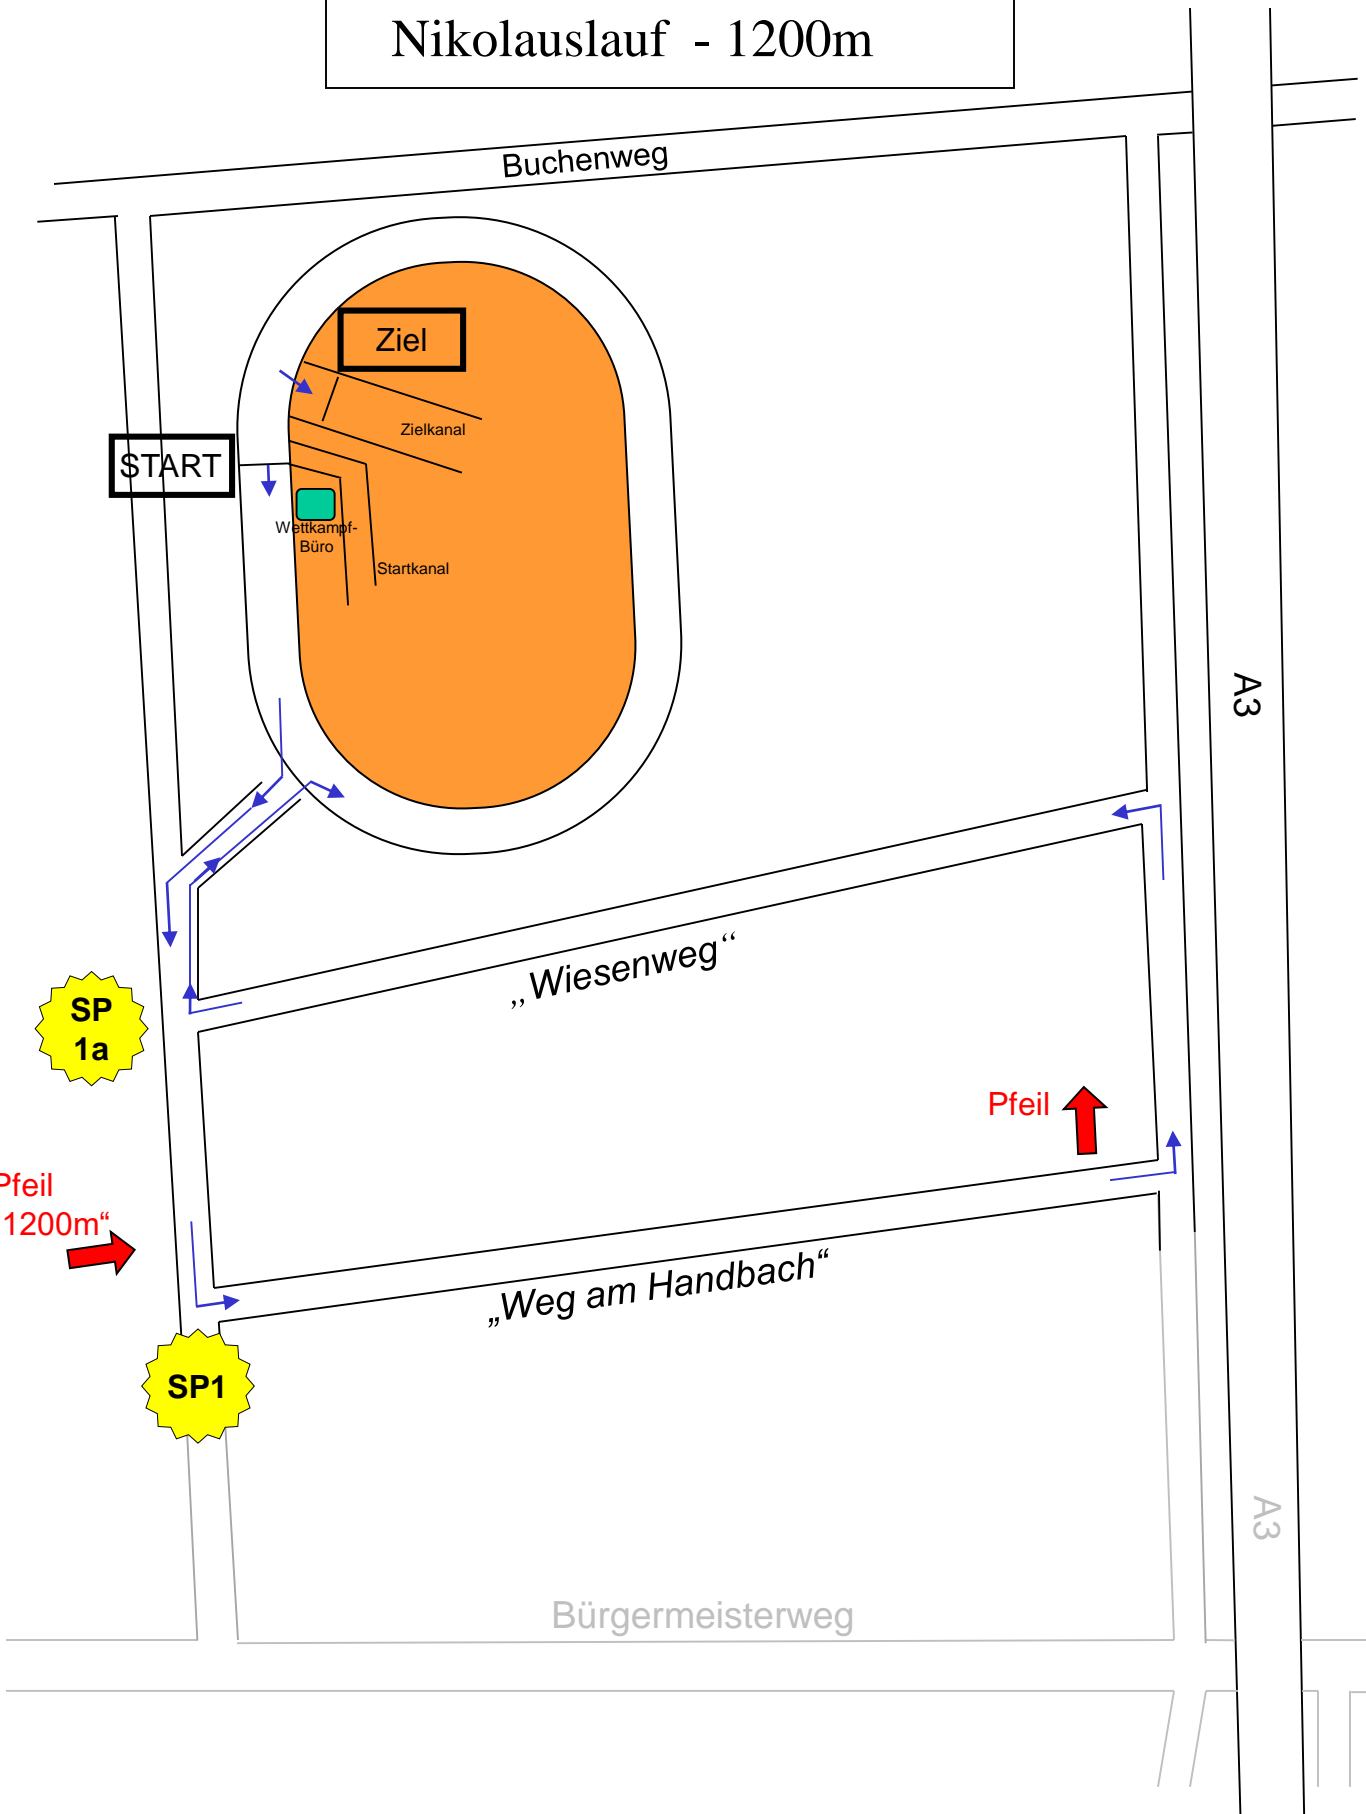 Nikolauslauf - 1200m
Buchenweg
Ziel
Zielkanal
START
Wettkampf-
Büro
Startkanal
A3
„Wiesenweg“
SP
1a
Pfeil
Pfeil
1200m“
„Weg am Handbach“
SP1
A3
Bürgermeisterweg